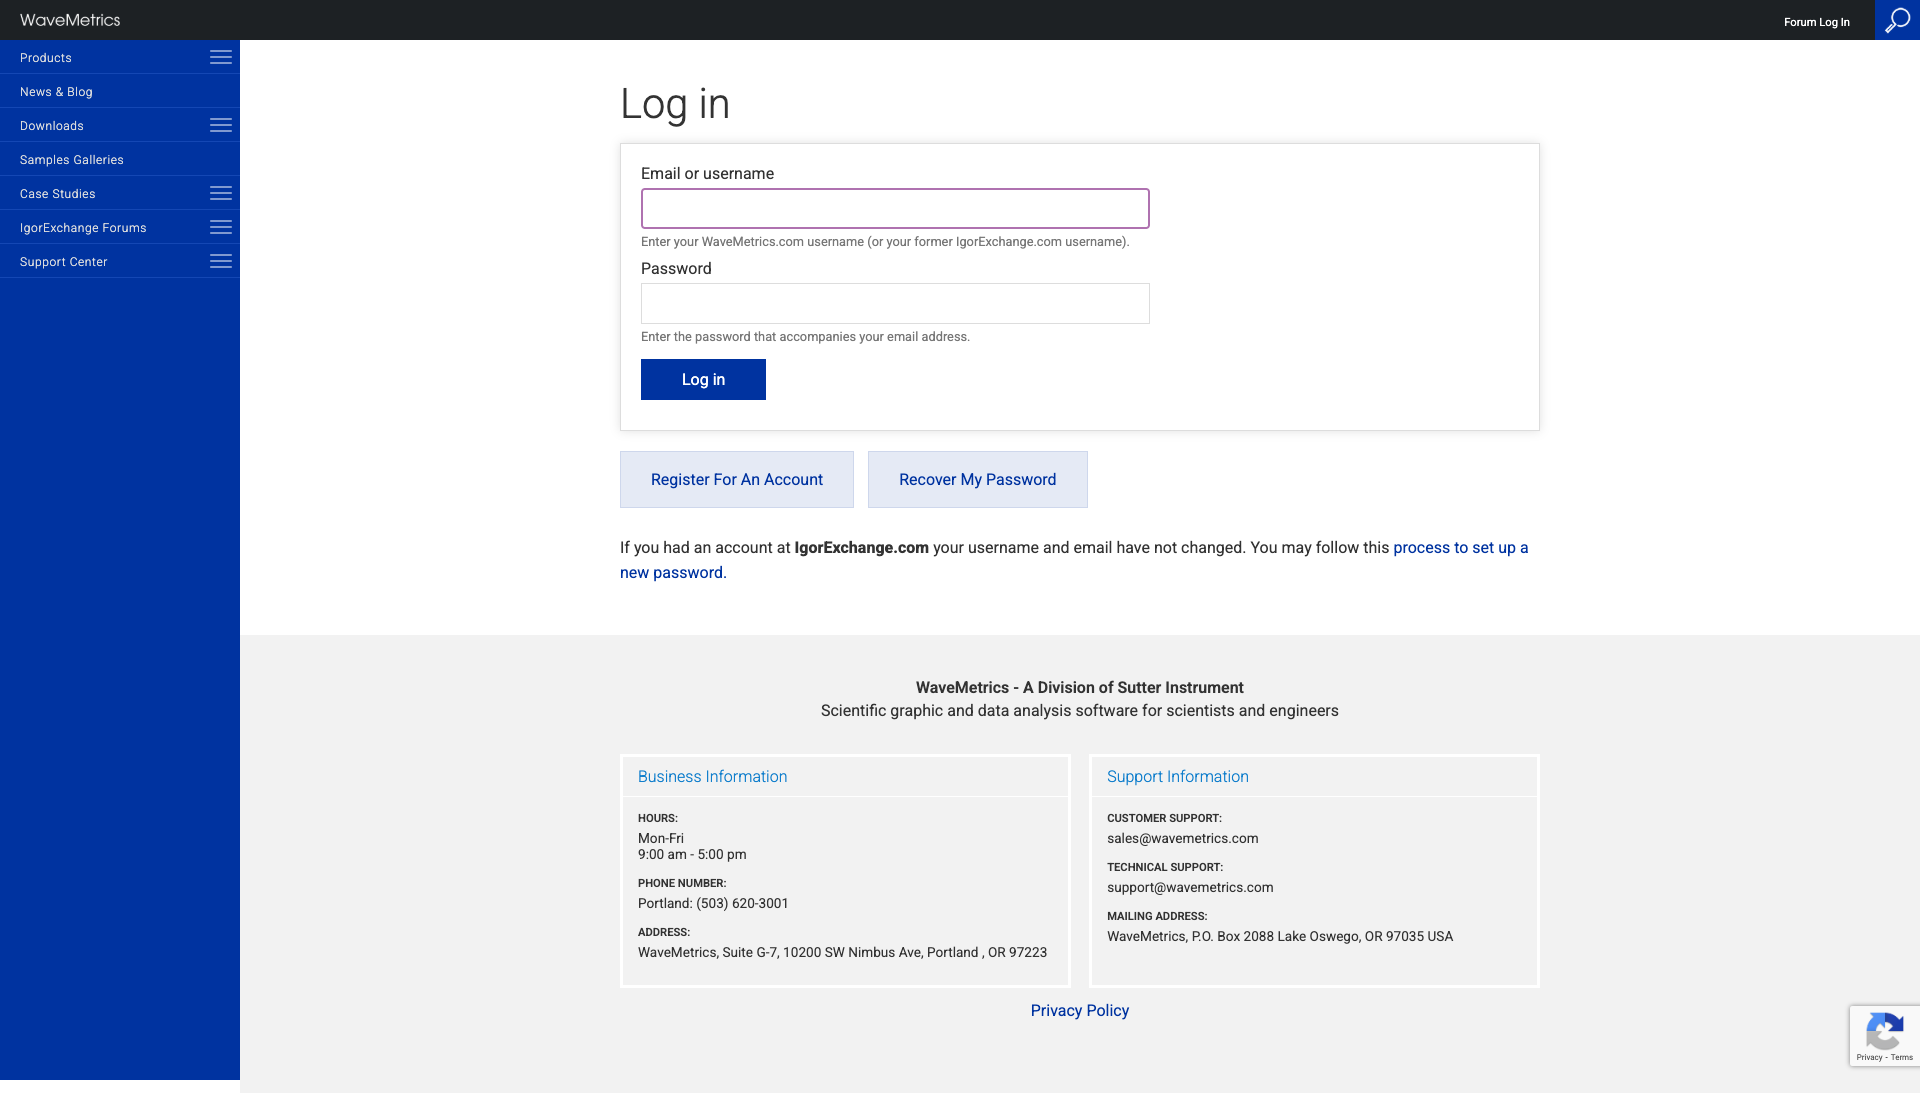 WaveMetrics
Forum Log In
Products
News & Blog
Downloads
Samples Galleries
Case Studies
IgorExchange Forums
Support Center
Log in
Email or username
Enter your WaveMetrics.com username (or your former IgorExchange.com username).
Password
Enter the password that accompanies your email address.
Log in
Register For An Account
Recover My Password
If you had an account at IgorExchange.com your username and email have not changed. You may follow this process to set up a
new password.
WaveMetrics - A Division of Sutter Instrument
Scientific graphic and data analysis software for scientists and engineers
Business Information
HOURS:
Mon-Fri
9:00 am - 5:00 pm
PHONE NUMBER:
Portland: (503) 620-3001
ADDRESS:
WaveMetrics, Suite G-7, 10200 SW Nimbus Ave, Portland , OR 97223
Support Information
CUSTOMER SUPPORT:
sales@wavemetrics.com
TECHNICAL SUPPORT:
support@wavemetrics.com
MAILING ADDRESS:
WaveMetrics, P.O. Box 2088 Lake Oswego, OR 97035 USA
Privacy Policy
Privacy - Terms